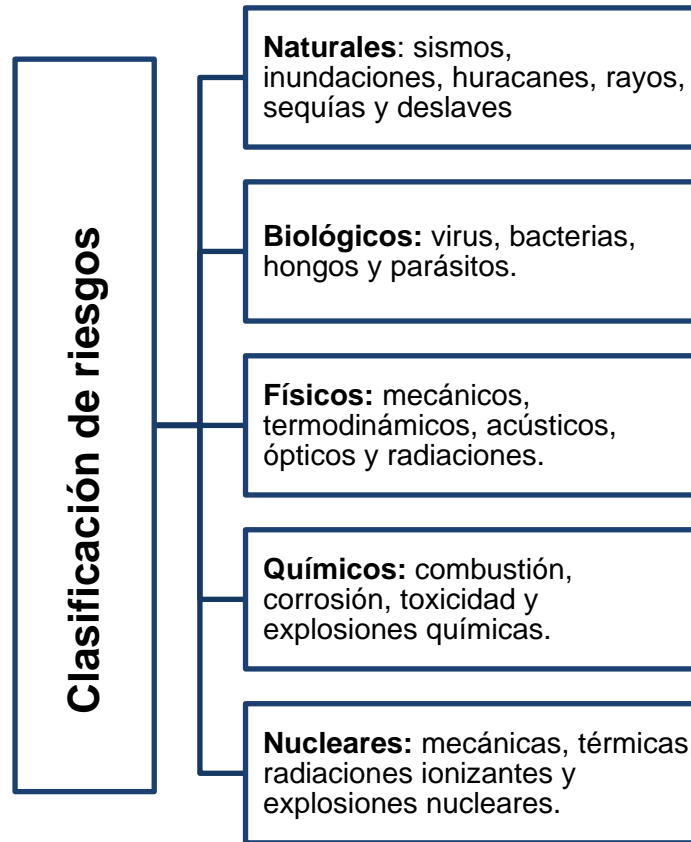 Clasificación de riesgos
Naturales: sismos,
inundaciones, huracanes, rayos,
sequías y deslaves
Biológicos: virus, bacterias,
hongos y parásitos.
Físicos: mecánicos,
termodinámicos, acústicos,
ópticos y radiaciones.
Químicos: combustión,
corrosión, toxicidad y
explosiones químicas.
Nucleares: mecánicas, térmicas
radiaciones ionizantes y
explosiones nucleares.